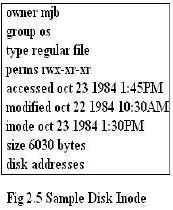 owner mjb
group os
type regular file
perms rwx-xr-xr
accessed oct 23 1984 1:45PM
modified oct 22 1984 10:30AM
inode oct 23 1984 1:30PM
size 6030 bytes
disk addresses
Fig 2.5 Sample Disk Inode